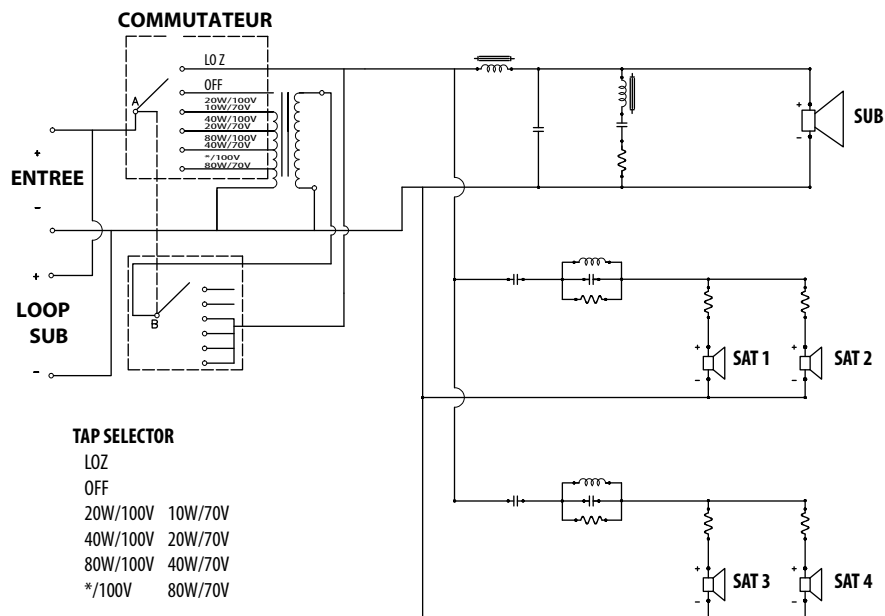 COMMUTATEUR
LO Z
OFF
A
20W/100V
10W/70V
40W/100V
20W/70V
80W/100V
40W/70V
*/100V
80W/70V
+
ENTREE
-
+
LOOP
SUB
-
B
+
-
SUB
+
-
SAT 1
+
-
SAT 2
+
-
SAT 3
+
-
SAT 4
TAP SELECTOR
LOZ
OFF
20W/100V 10W/70V
40W/100V 20W/70V
80W/100V 40W/70V
*/100V 80W/70V